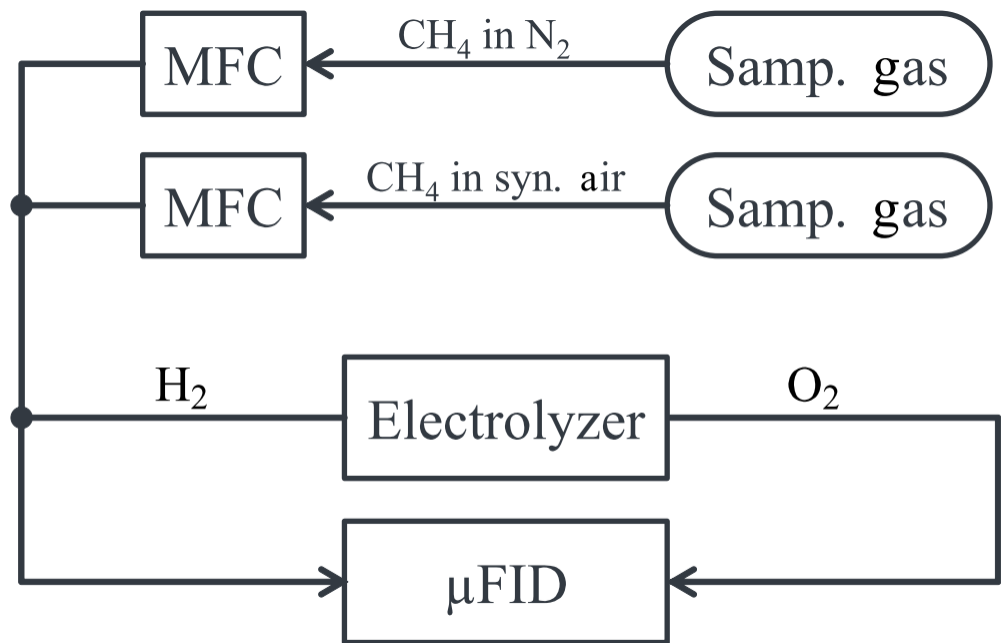 MFC
CH₄ in N₂
Samp. gas
MFC
CH₄ in syn. air
Samp. gas
H₂
Electrolyzer
O₂
μFID